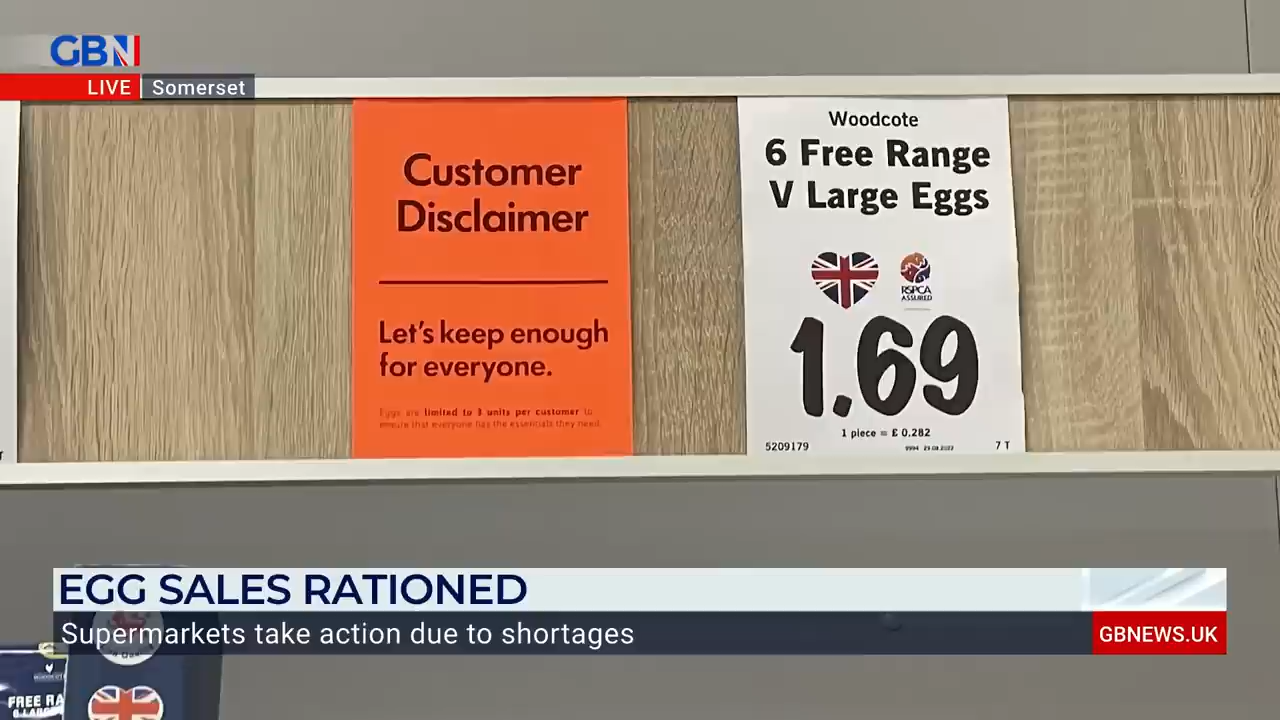 GBN
LIVE Somerset
Customer
Disclaimer
Let's keep enough
for everyone.
Eggs are limited to 3 units per customer to
ensure that everyone has the essentials they need.
Woodcote
6 Free Range
V Large Eggs
RSPCA
ASSURED
1.69
1 piece = £ 0.282
5209179
7 T
EGG SALES RATIONED
Supermarkets take action due to shortages
GBNEWS.UK
FREE RA